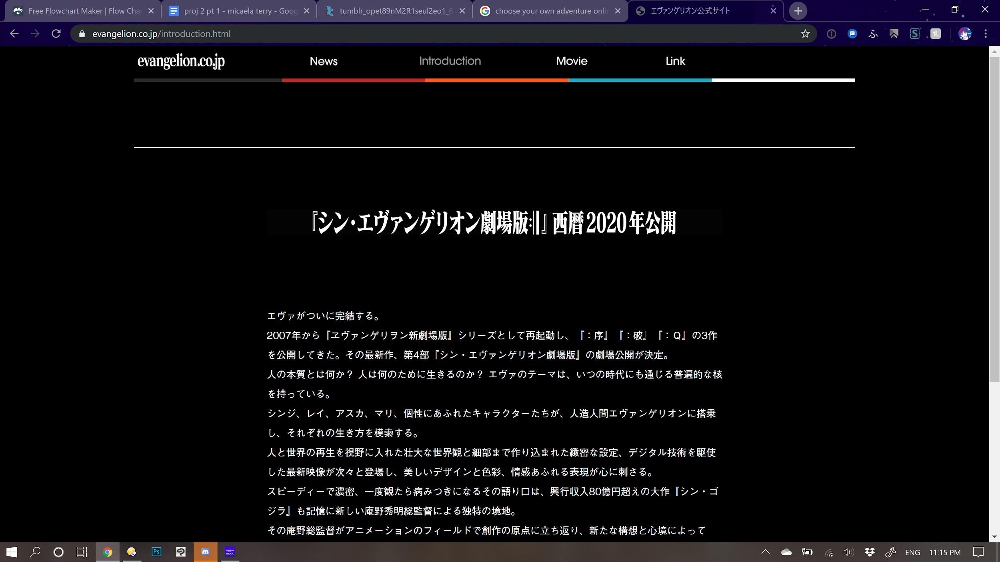 Free Flowchart Maker | Flow Char
proj 2 pt 1 - micaela terry - Goog
tumblr_opet89nM2R1seul2eo1_6
choose your own adventure onlin
エヴァンゲリオン公式サイト
evangelion.co.jp/introduction.html
evangelion.co.jp
News
Introduction
Movie
Link
『シン・エヴァンゲリオン劇場版:||』西暦2020年公開
エヴァがついに完結する。
2007年から『ヱヴァンゲリヲン新劇場版』シリーズとして再起動し、『：序』『：破』『：Ｑ』の3作
を公開してきた。その最新作、第4部『シン・エヴァンゲリオン劇場版』の劇場公開が決定。
人の本質とは何か？ 人は何のために生きるのか？ エヴァのテーマは、いつの時代にも通じる普遍的な核
を持っている。
シンジ、レイ、アスカ、マリ、個性にあふれたキャラクターたちが、人造人間エヴァンゲリオンに搭乗
し、それぞれの生き方を模索する。
人と世界の再生を視野に入れた壮大な世界観と細部まで作り込まれた緻密な設定、デジタル技術を駆使
した最新映像が次々と登場し、美しいデザインと色彩、情感あふれる表現が心に刺さる。
スピーディーで濃密、一度観たら病みつきになるその語り口は、興行収入80億円超えの大作『シン・ゴ
ジラ』も記憶に新しい庵野秀明総監督による独特の境地。
その庵野総監督がアニメーションのフィールドで創作の原点に立ち返り、新たな構想と心境によって
Ps
amazon music
ENG
11:15 PM